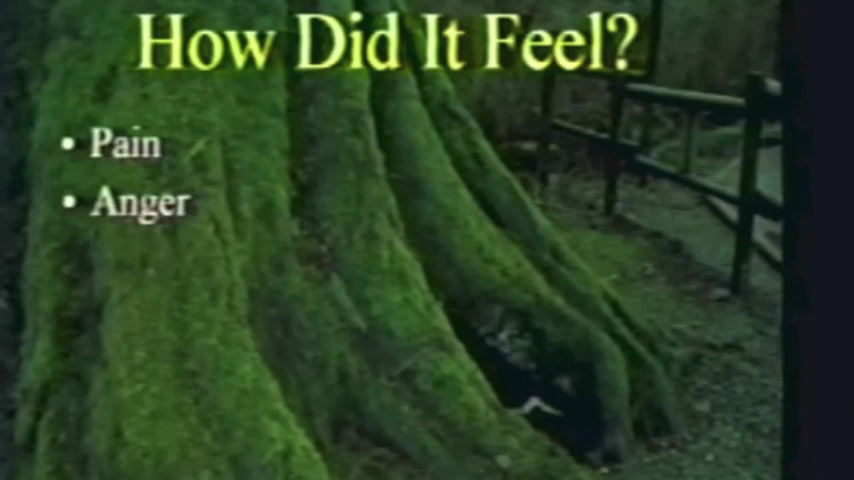 How Did It Feel?
• Pain
• Anger